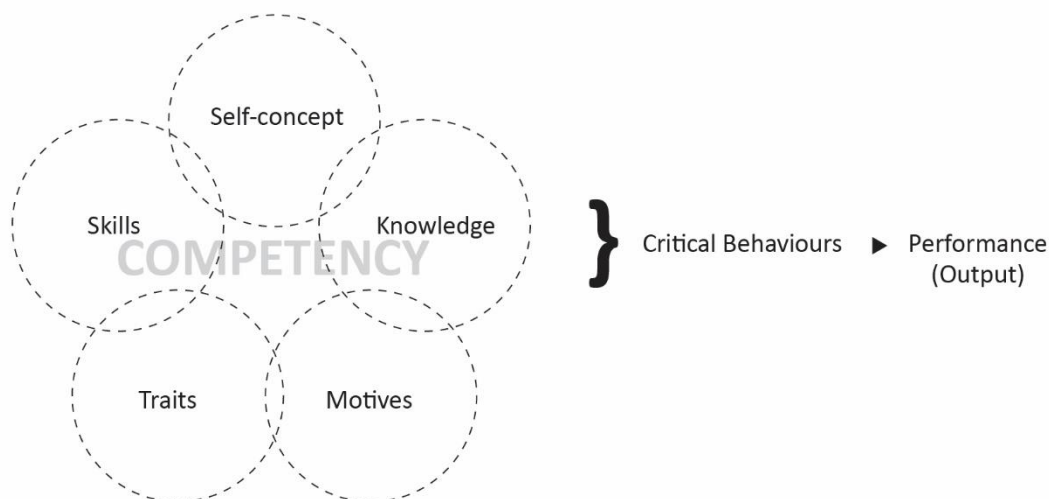 Self-concept
Skills
Knowledge
COMPETENCY
Traits
Motives
} Critical Behaviours ▶ Performance
(Output)